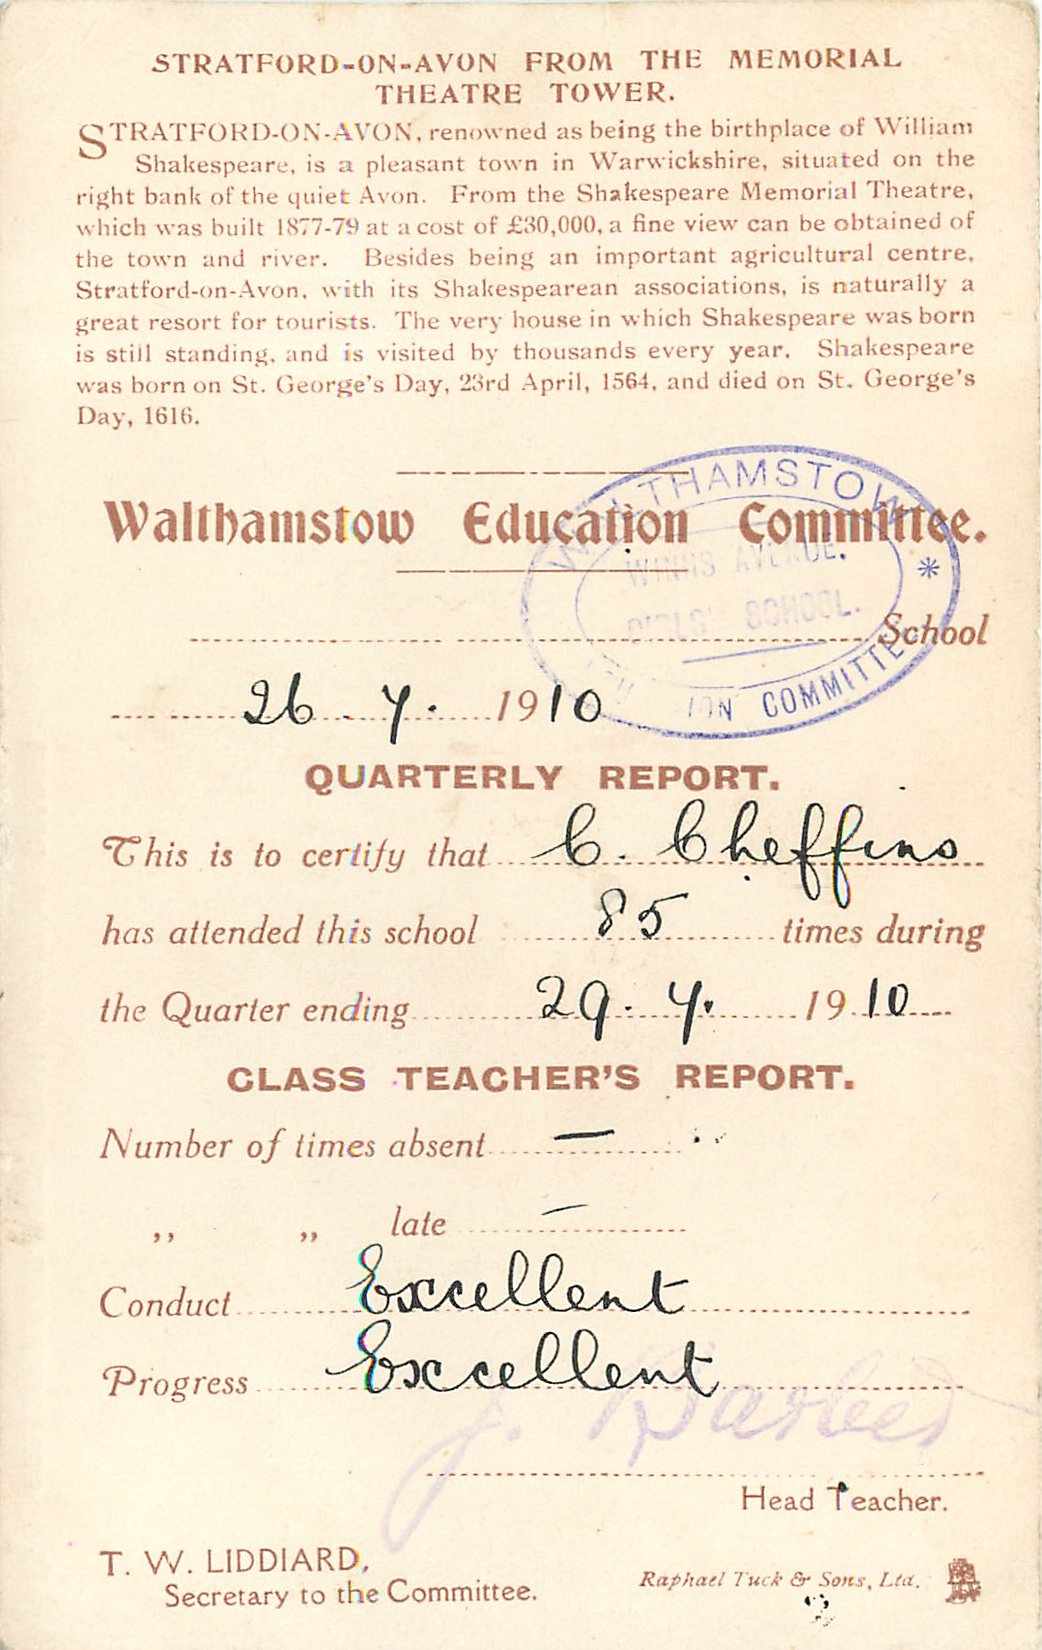 STRATFORD-ON-AVON FROM THE MEMORIAL
THEATRE TOWER.
STRATFORD-ON-AVON, renowned as being the birthplace of William
Shakespeare, is a pleasant town in Warwickshire, situated on the
right bank of the quiet Avon. From the Shakespeare Memorial Theatre,
which was built 1877-79 at a cost of £30,000, a fine view can be obtained of
the town and river. Besides being an important agricultural centre,
Stratford-on-Avon, with its Shakespearean associations, is naturally a
great resort for tourists. The very house in which Shakespeare was born
is still standing, and is visited by thousands every year. Shakespeare
was born on St. George's Day, 23rd April, 1564, and died on St. George's
Day, 1616.
WALTHAMSTOW
Walthamstow Education Committee.
WINNS AVENUE.
GIRLS' SCHOOL.
School
COMMITTEE
26.7.1910
QUARTERLY REPORT.
This is to certify that C. Cheffins
has attended this school 85 times during
the Quarter ending 29.7.1910
CLASS TEACHER'S REPORT.
Number of times absent —
,, ,, late —
Conduct Excellent
Progress Excellent
J.
Head Teacher.
T. W. LIDDIARD,
Secretary to the Committee.
Raphael Tuck & Sons, Ltd.